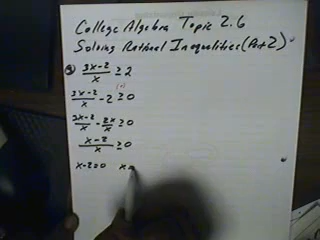 College Algebra Topic 2.6
Solving Rational Inequalities (Part 2)
(3x-2)/x ≥ 2
(3x-2)/x - 2 ≥ 0
(3x-2)/x - 2x/x ≥ 0
(x-2)/x ≥ 0
x-2=0 x=